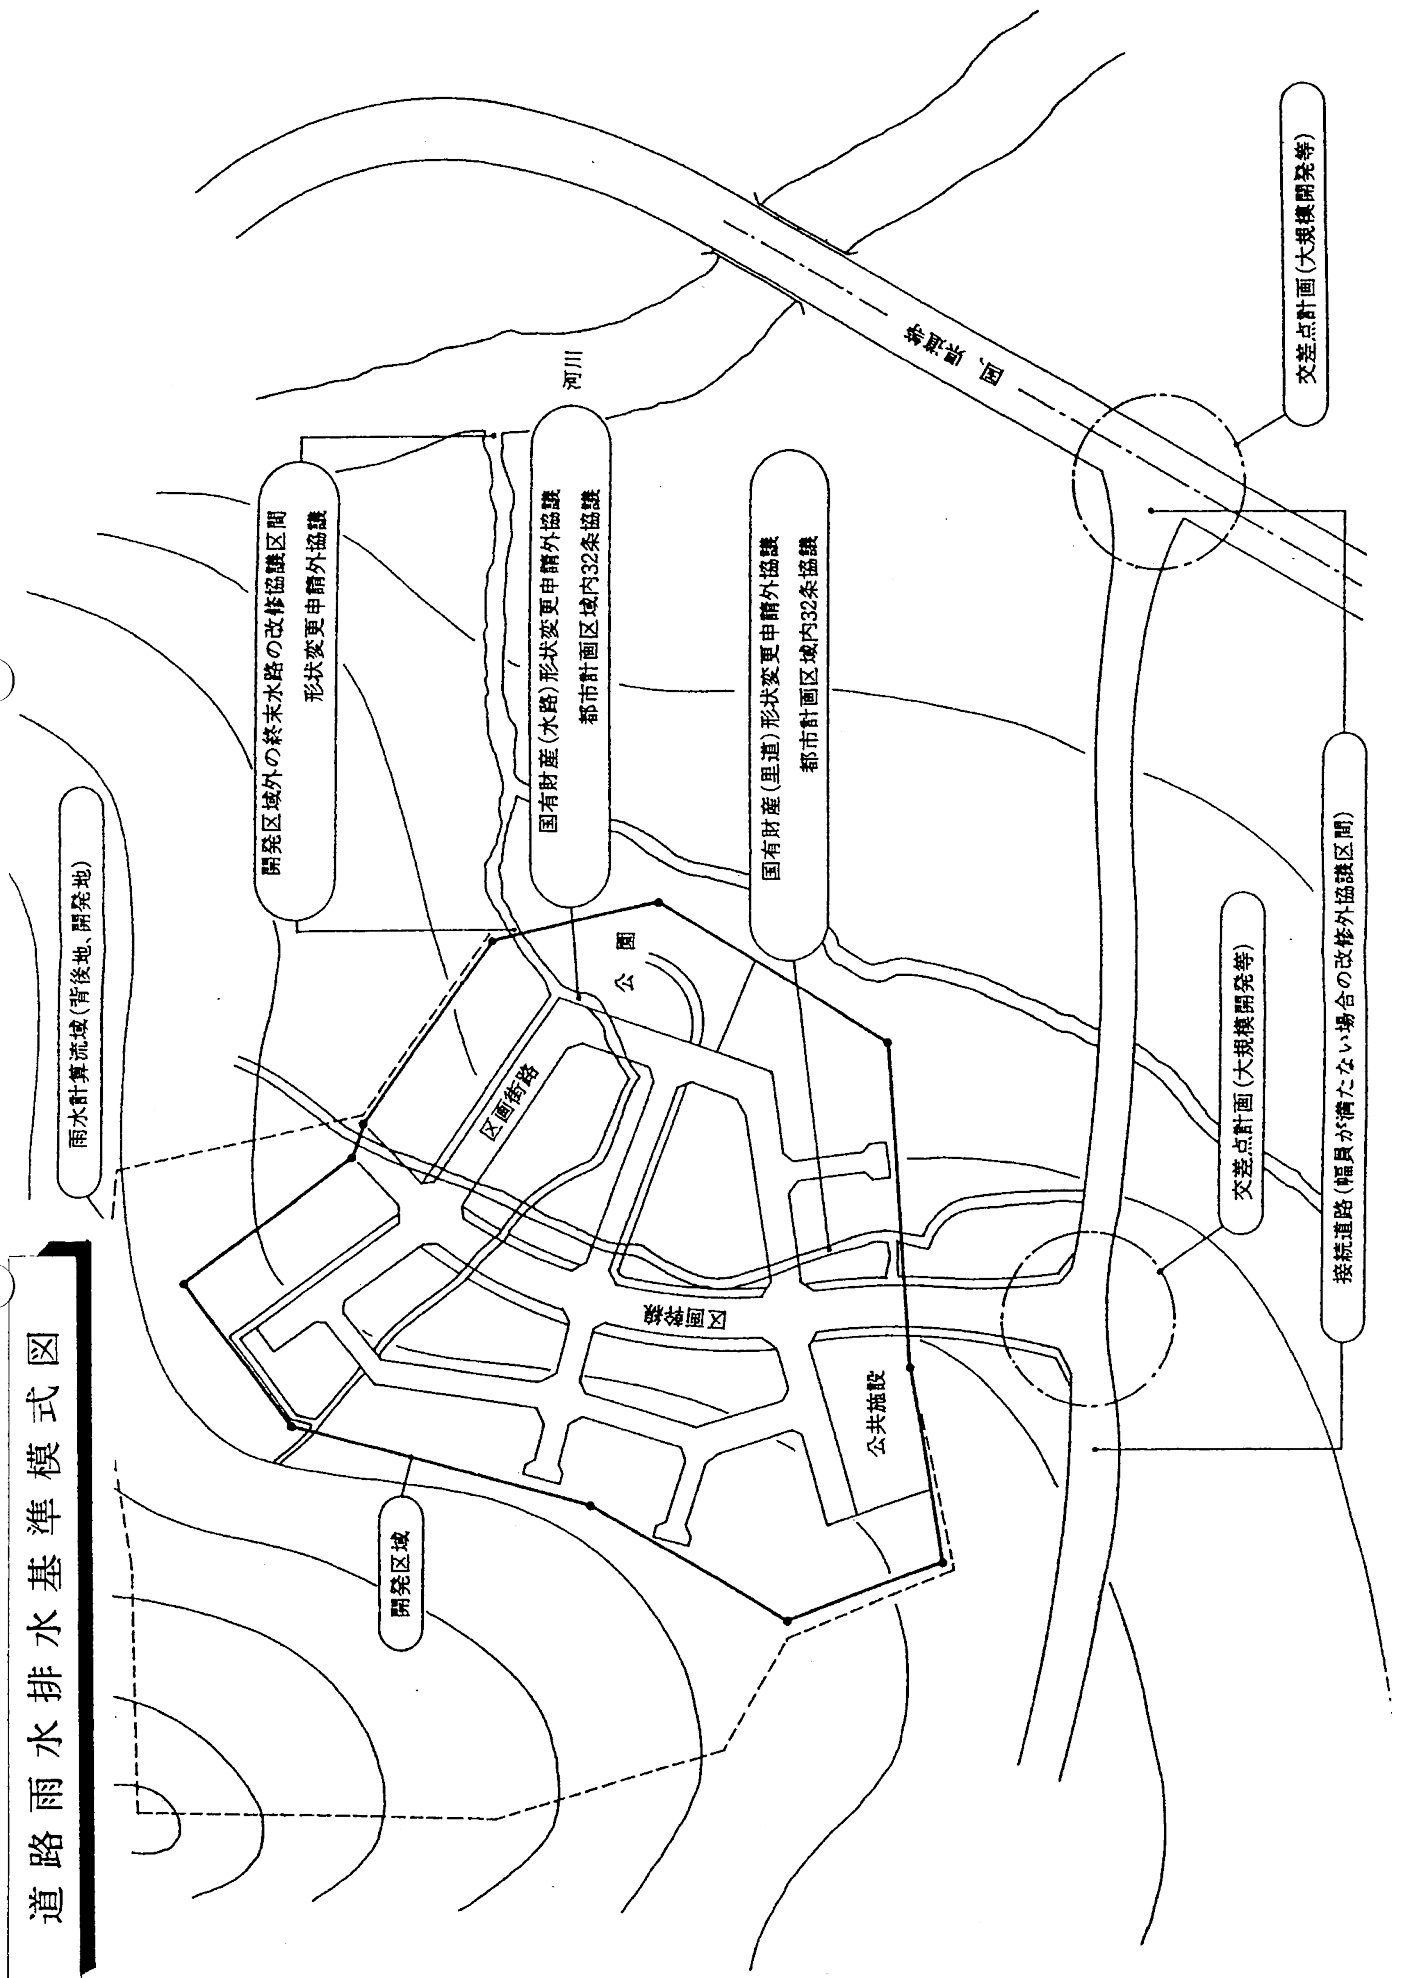 道路雨水排水基準模式図
雨水計算流域(背後地、開発地)
開発区域外の終末水路の改修協議区間
形状変更申請外協議
河川
国有財産(水路)形状変更申請外協議
都市計画区域内32条協議
国有財産(里道)形状変更申請外協議
都市計画区域内32条協議
国、県道等
交差点計画(大規模開発等)
公園
区画街路
区画幹線
公共施設
開発区域
交差点計画(大規模開発等)
接続道路(幅員が満たない場合の改修外協議区間)